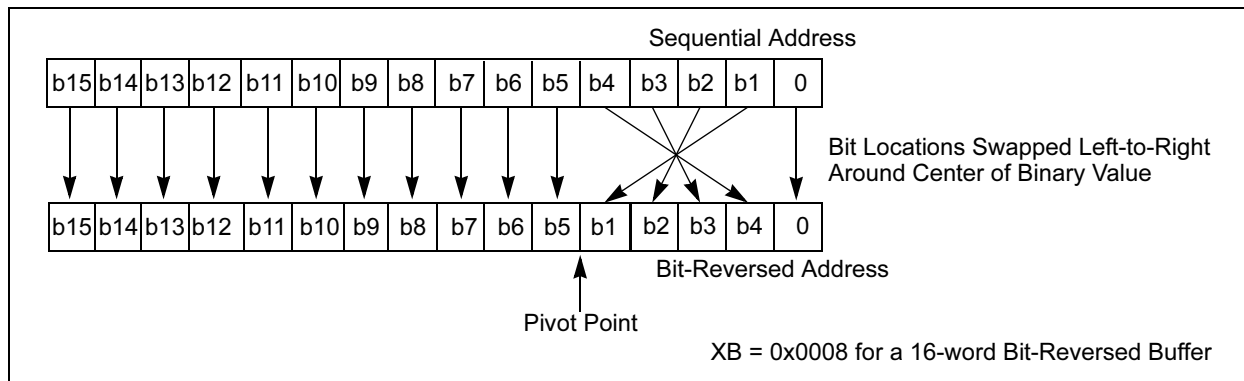 Sequential Address
b15 b14 b13 b12 b11 b10 b9 b8 b7 b6 b5 b4 b3 b2 b1 0
Bit Locations Swapped Left-to-Right
Around Center of Binary Value
b15 b14 b13 b12 b11 b10 b9 b8 b7 b6 b5 b1 b2 b3 b4 0
Bit-Reversed Address
Pivot Point
XB = 0x0008 for a 16-word Bit-Reversed Buffer